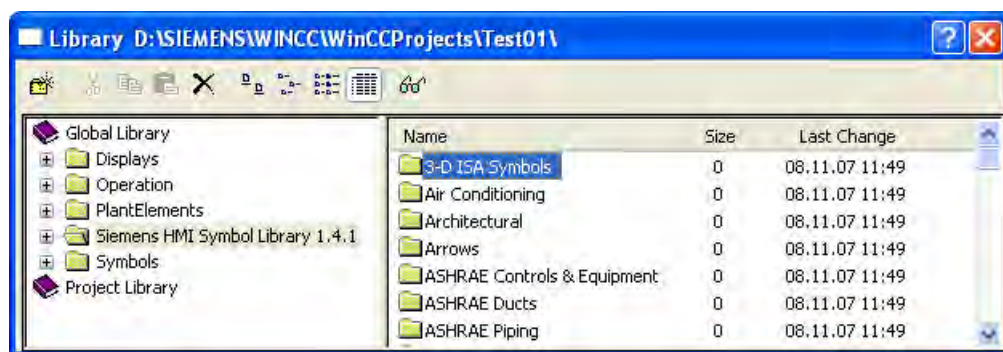 Library D:\SIEMENS\WINCC\WinCCProjects\Test01\
Global Library
Displays
Operation
PlantElements
Siemens HMI Symbol Library 1.4.1
Symbols
Project Library
Name Size Last Change
3-D ISA Symbols 0 08.11.07 11:49
Air Conditioning 0 08.11.07 11:49
Architectural 0 08.11.07 11:49
Arrows 0 08.11.07 11:49
ASHRAE Controls & Equipment 0 08.11.07 11:49
ASHRAE Ducts 0 08.11.07 11:49
ASHRAE Piping 0 08.11.07 11:49